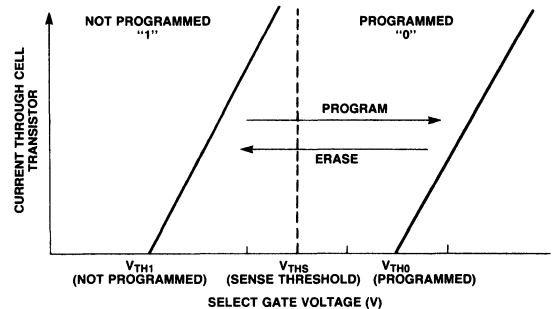 NOT PROGRAMMED
"1"
PROGRAMMED
"0"
CURRENT THROUGH CELL
TRANSISTOR
PROGRAM
ERASE
VTH1
(NOT PROGRAMMED)
VTHS
(SENSE THRESHOLD)
VTH0
(PROGRAMMED)
SELECT GATE VOLTAGE (V)